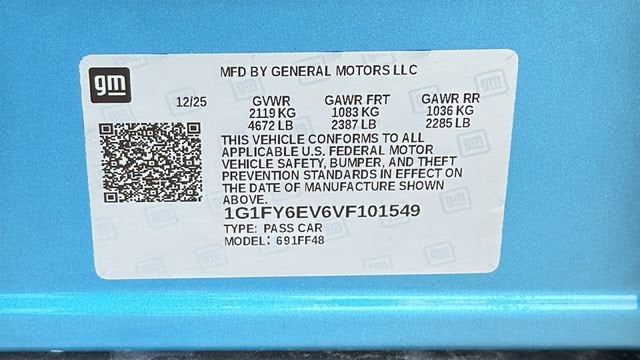 gm
MFD BY GENERAL MOTORS LLC
12/25 GVWR GAWR FRT GAWR RR
2119 KG 1083 KG 1036 KG
4672 LB 2387 LB 2285 LB
THIS VEHICLE CONFORMS TO ALL
APPLICABLE U.S. FEDERAL MOTOR
VEHICLE SAFETY, BUMPER, AND THEFT
PREVENTION STANDARDS IN EFFECT ON
THE DATE OF MANUFACTURE SHOWN
ABOVE.
1G1FY6EV6VF101549
TYPE: PASS CAR
MODEL: 691FF48